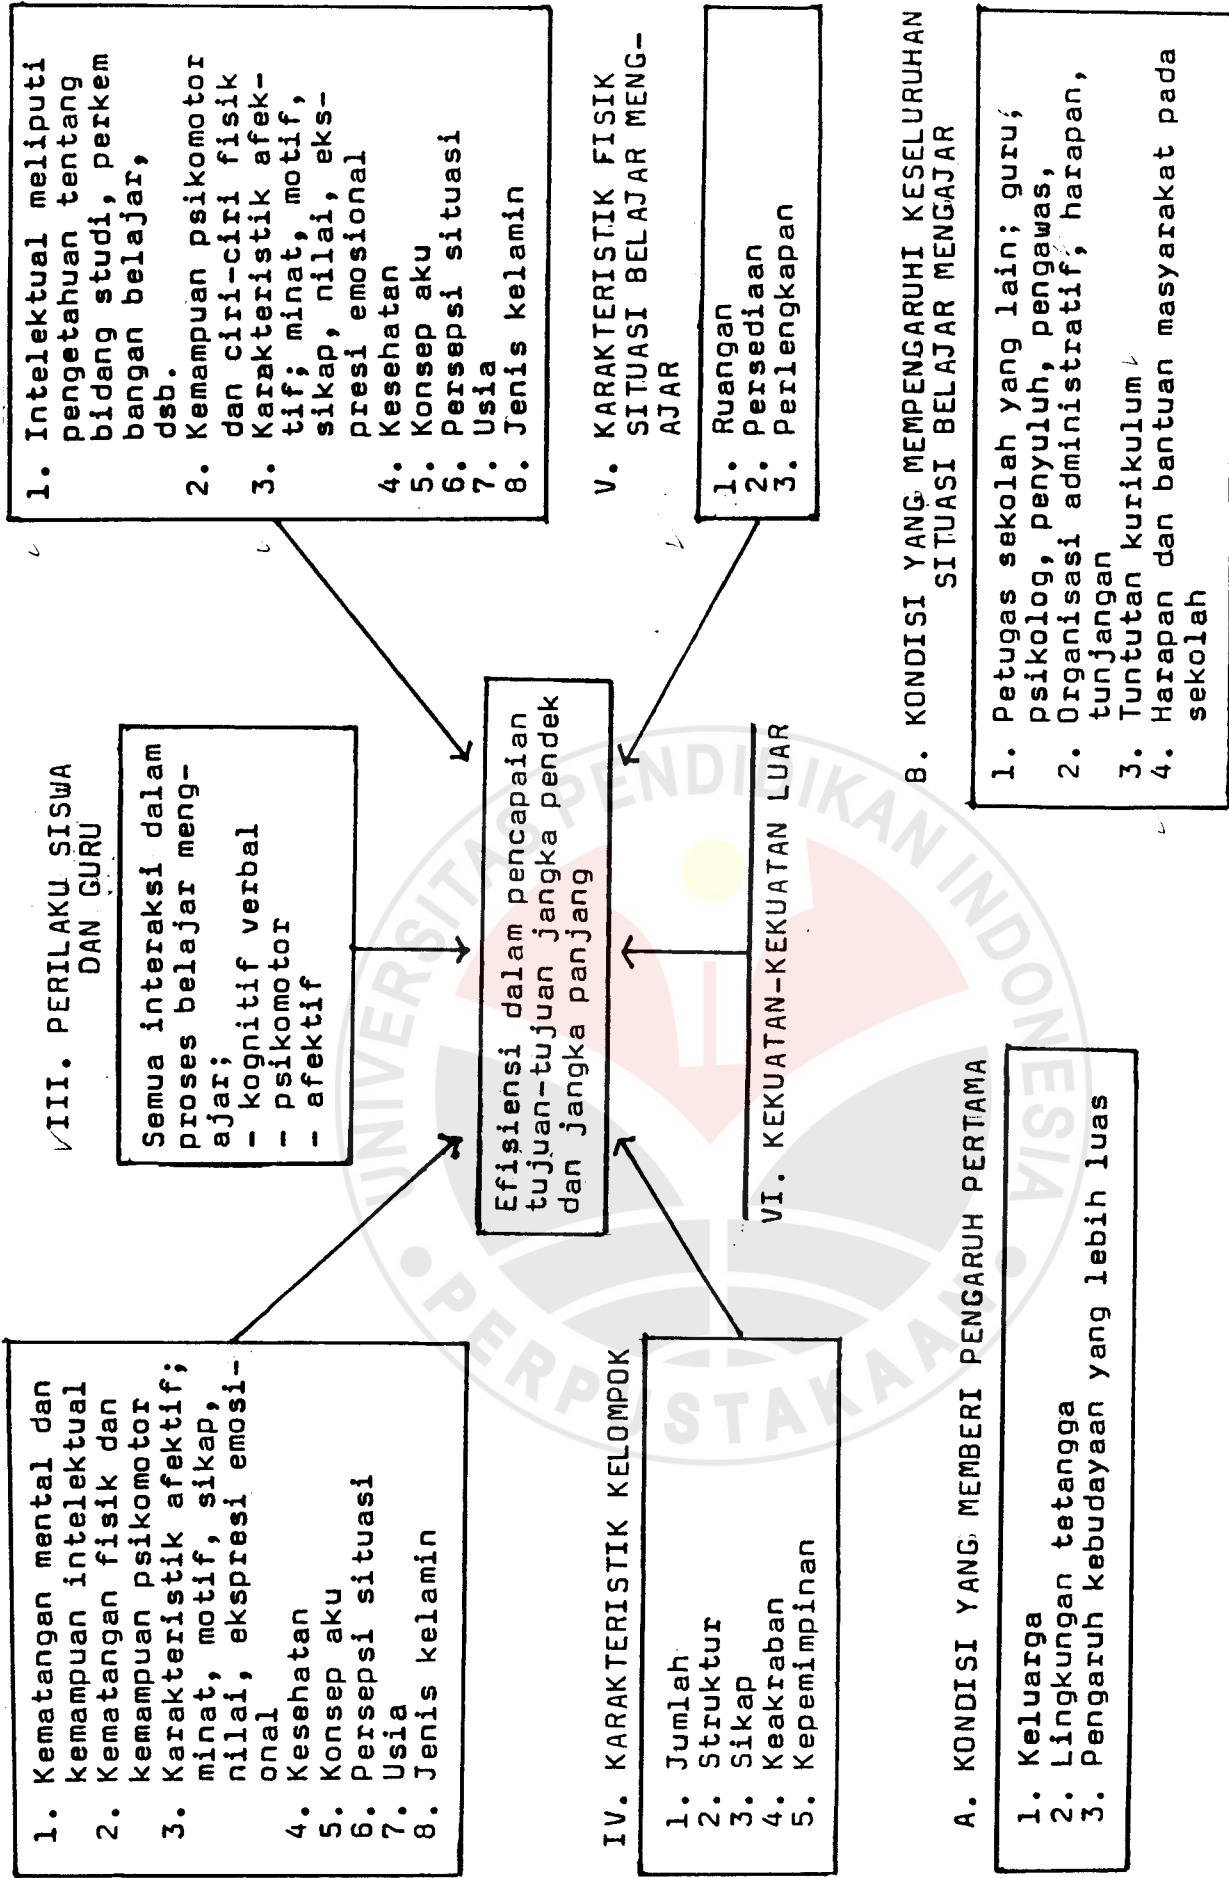 1. Kematangan mental dan
kemampuan intelektual
2. Kematangan fisik dan
kemampuan psikomotor
3. Karakteristik afektif;
minat, motif, sikap,
nilai, ekspresi emosi-
onal
4. Kesehatan
5. Konsep aku
6. Persepsi situasi
7. Usia
8. Jenis kelamin
VIII. PERILAKU SISWA
DAN GURU
Semua interaksi dalam
proses belajar meng-
ajar;
- kognitif verbal
- psikomotor
- afektif
1. Intelektual meliputi
pengetahuan tentang
bidang studi, perkem
bangan belajar,
dsb.
2. Kemampuan psikomotor
dan ciri-ciri fisik
3. Karakteristik afek-
tif; minat, motif,
sikap, nilai, eks-
presi emosional
4. Kesehatan
5. Konsep aku
6. Persepsi situasi
7. Usia
8. Jenis kelamin
Efisiensi dalam pencapaian
tujuan-tujuan jangka pendek
dan jangka panjang
IV. KARAKTERISTIK KELOMPOK
1. Jumlah
2. Struktur
3. Sikap
4. Keakraban
5. Kepemimpinan
VI. KEKUATAN-KEKUATAN LUAR
V. KARAKTERISTIK FISIK
SITUASI BELAJAR MENG-
AJAR
1. Ruangan
2. Persediaan
3. Perlengkapan
A. KONDISI YANG MEMBERI PENGARUH PERTAMA
1. Keluarga
2. Lingkungan tetangga
3. Pengaruh kebudayaan yang lebih luas
B. KONDISI YANG MEMPENGARUHI KESELURUHAN
SITUASI BELAJAR MENGAJAR
1. Petugas sekolah yang lain; guru,
psikolog, penyuluh, pengawas,
2. Organisasi administratif, harapan,
tunjangan
3. Tuntutan kurikulum
4. Harapan dan bantuan masyarakat pada
sekolah
UNIVERSITAS PENDIDIKAN INDONESIA
PERPUSTAKAAN